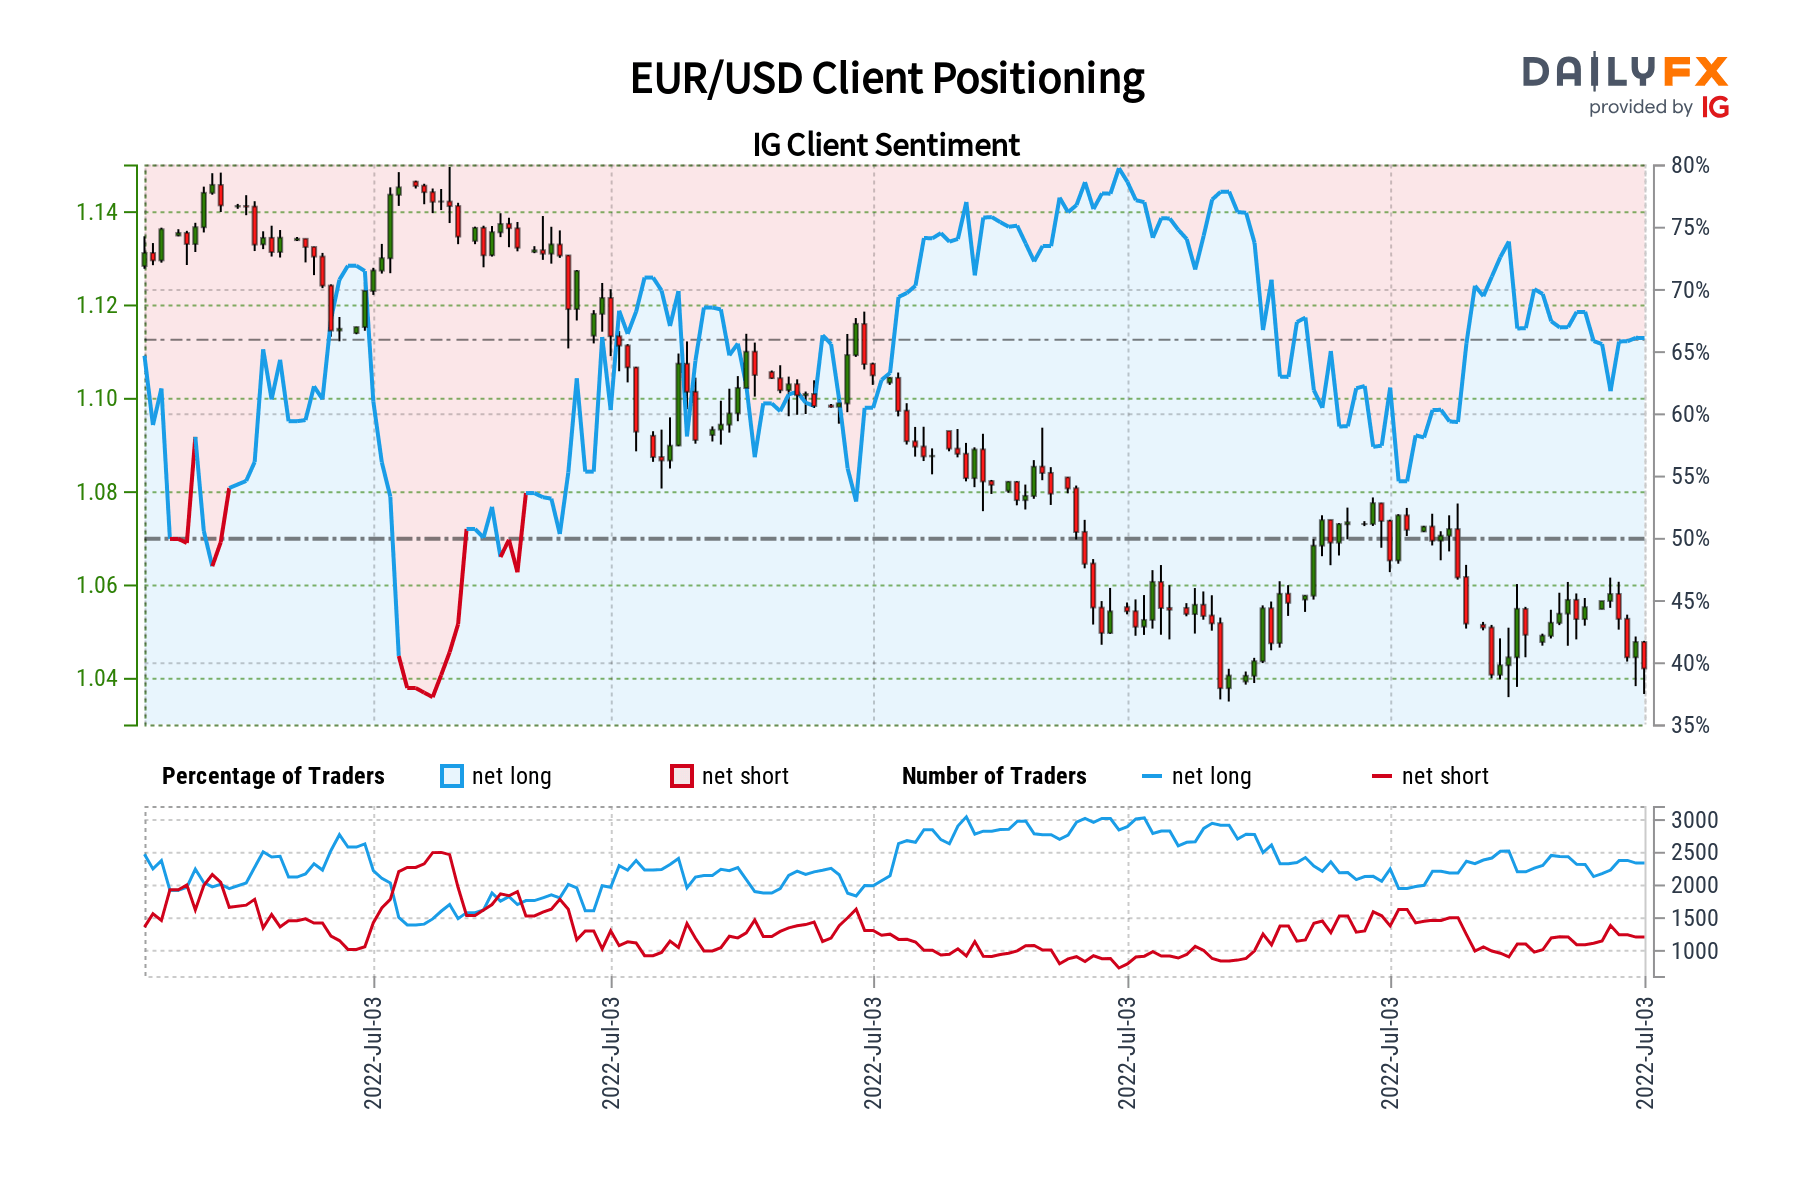 EUR/USD Client Positioning
DAILYFX
provided by IG
IG Client Sentiment
1.14
1.12
1.10
1.08
1.06
1.04
80%
75%
70%
65%
60%
55%
50%
45%
40%
35%
Percentage of Traders net long net short Number of Traders net long net short
3000
2500
2000
1500
1000
2022-Jul-03
2022-Jul-03
2022-Jul-03
2022-Jul-03
2022-Jul-03
2022-Jul-03